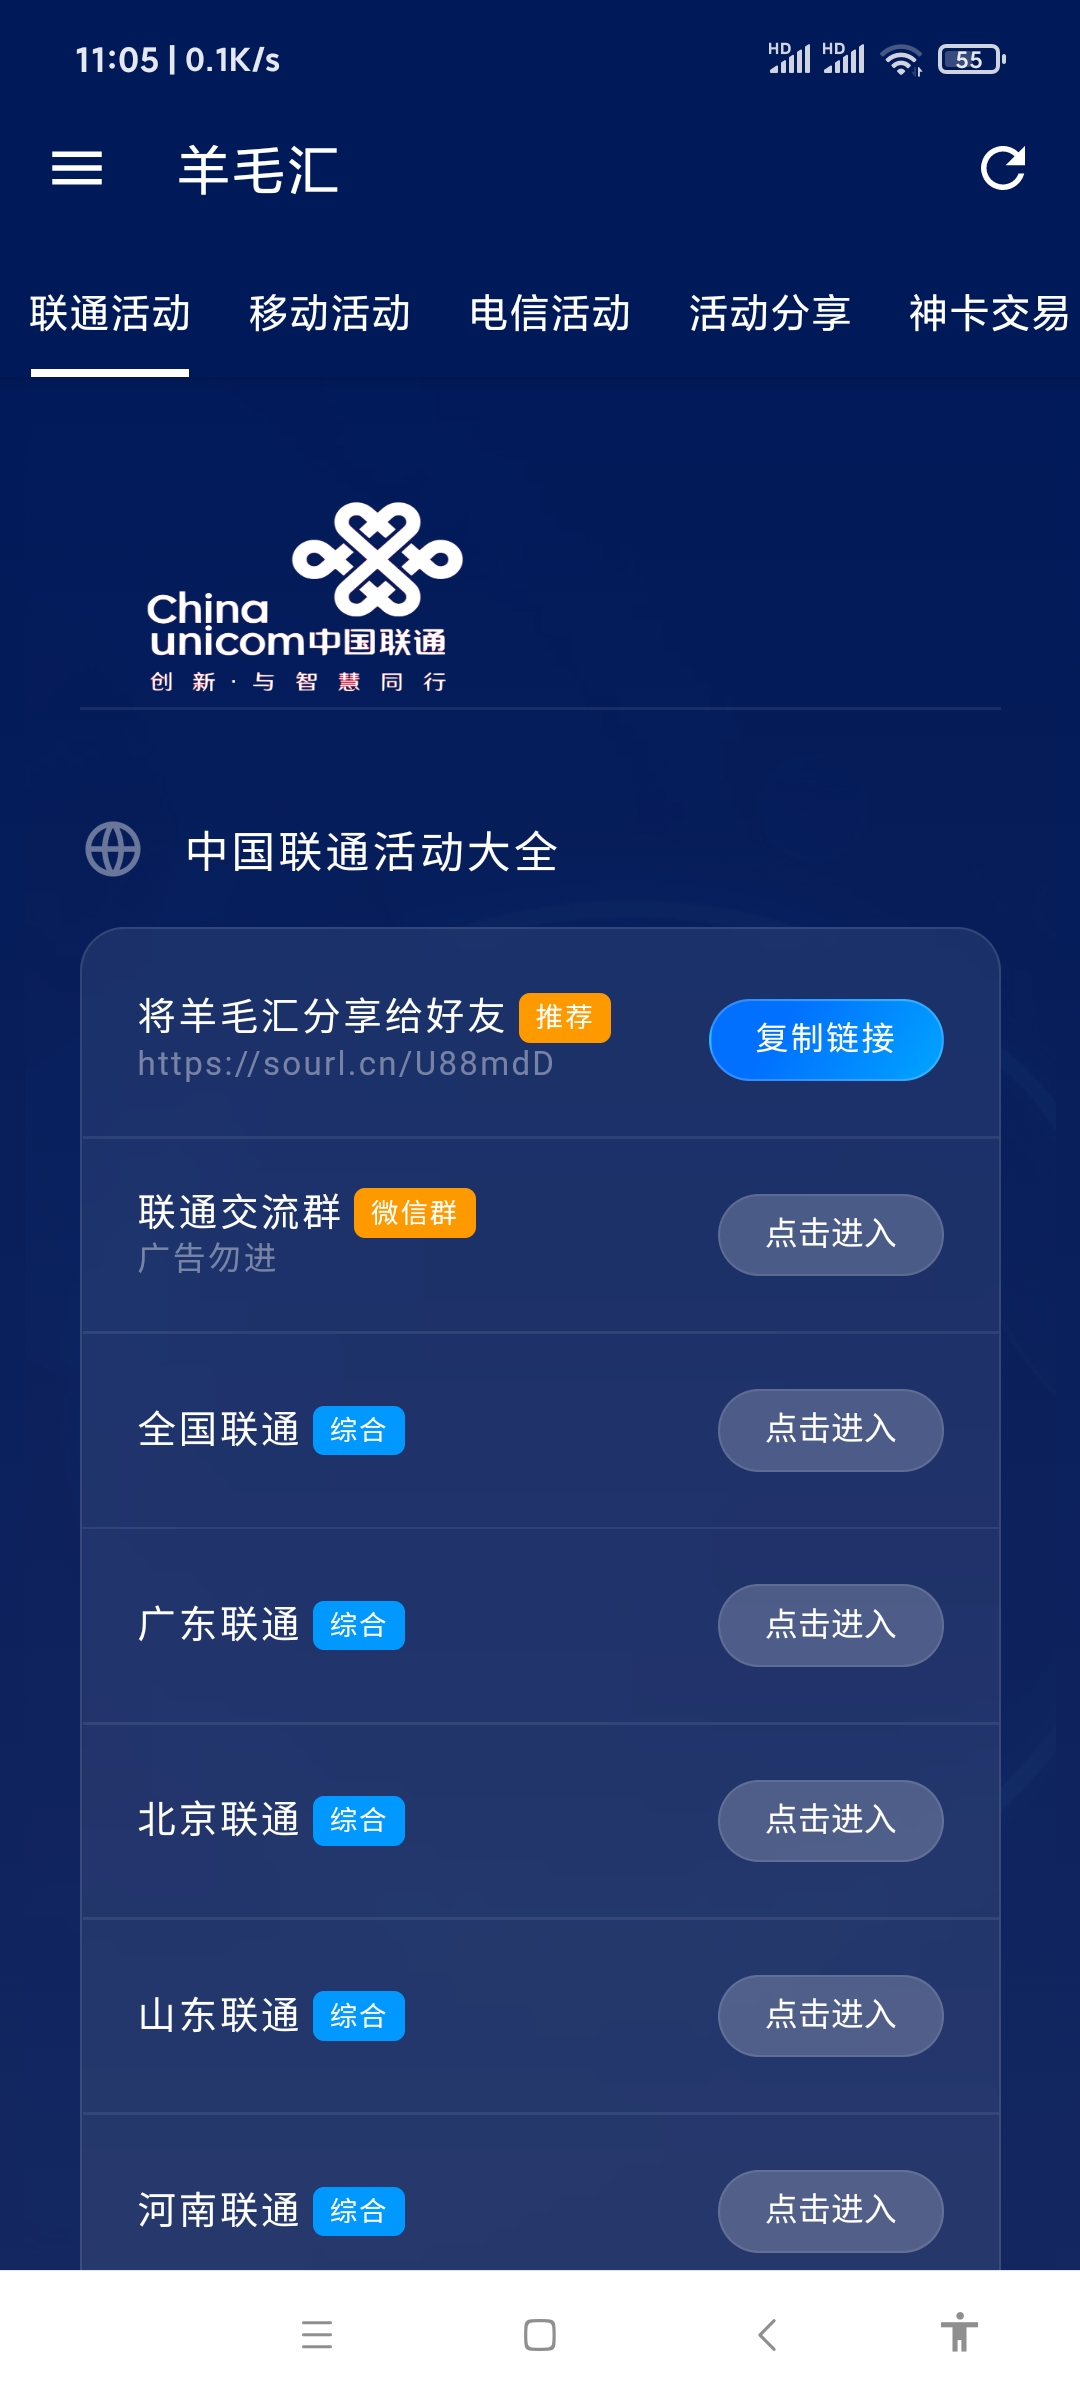 11:05 | 0.1K/s
HD HD 55
羊毛汇
联通活动 移动活动 电信活动 活动分享 神卡交易
China
unicom中国联通
创新·与智慧同行
中国联通活动大全
将羊毛汇分享给好友 推荐
https://sourl.cn/U88mdD
复制链接
联通交流群 微信群
广告勿进
点击进入
全国联通 综合 点击进入
广东联通 综合 点击进入
北京联通 综合 点击进入
山东联通 综合 点击进入
河南联通 综合 点击进入